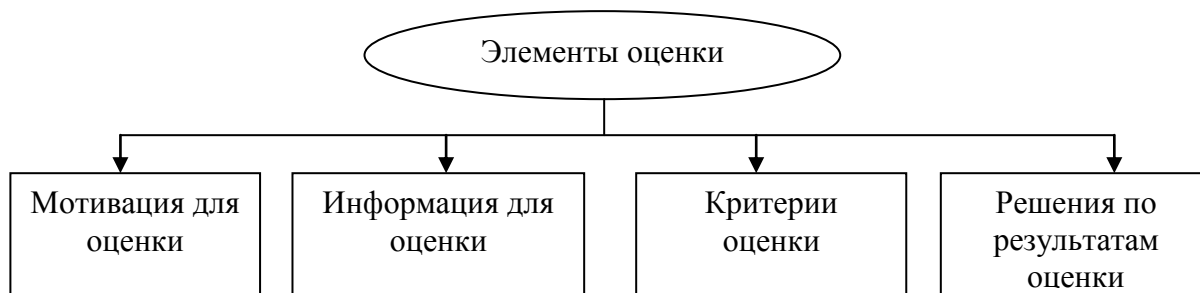 Элементы оценки
Мотивация для
оценки
Информация для
оценки
Критерии
оценки
Решения по
результатам
оценки